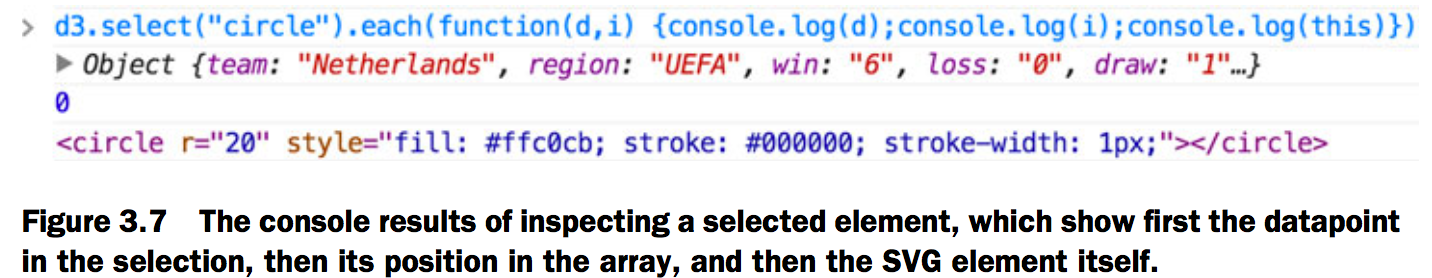 > d3.select("circle").each(function(d,i) {console.log(d);console.log(i);console.log(this)})
▶ Object {team: "Netherlands", region: "UEFA", win: "6", loss: "0", draw: "1"…}
0
<circle r="20" style="fill: #ffc0cb; stroke: #000000; stroke-width: 1px;"></circle>
Figure 3.7 The console results of inspecting a selected element, which show first the datapoint
in the selection, then its position in the array, and then the SVG element itself.